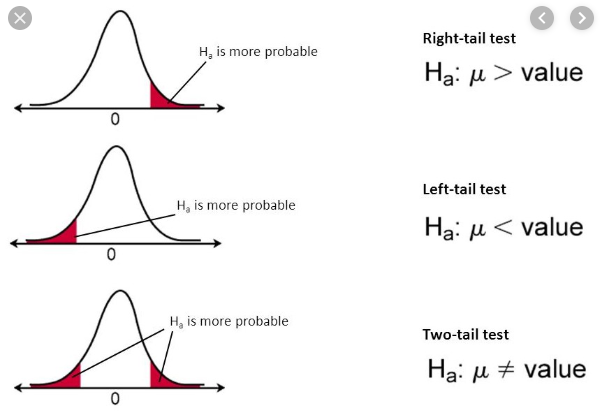 Right-tail test
Hₐ is more probable
Hₐ: μ > value
0
Left-tail test
Hₐ is more probable
Hₐ: μ < value
0
Hₐ is more probable
Two-tail test
Hₐ: μ ≠ value
0